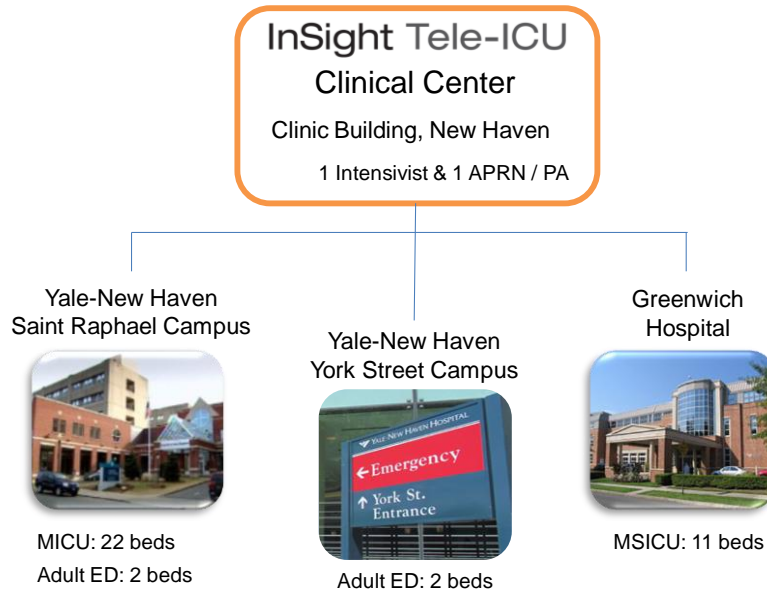 InSight Tele-ICU
Clinical Center
Clinic Building, New Haven
1 Intensivist & 1 APRN / PA
Yale-New Haven
Saint Raphael Campus
MICU: 22 beds
Adult ED: 2 beds
Yale-New Haven
York Street Campus
YALE-NEW HAVEN HOSPITAL
←Emergency
↑ York St.
Entrance
Adult ED: 2 beds
Greenwich
Hospital
MSICU: 11 beds